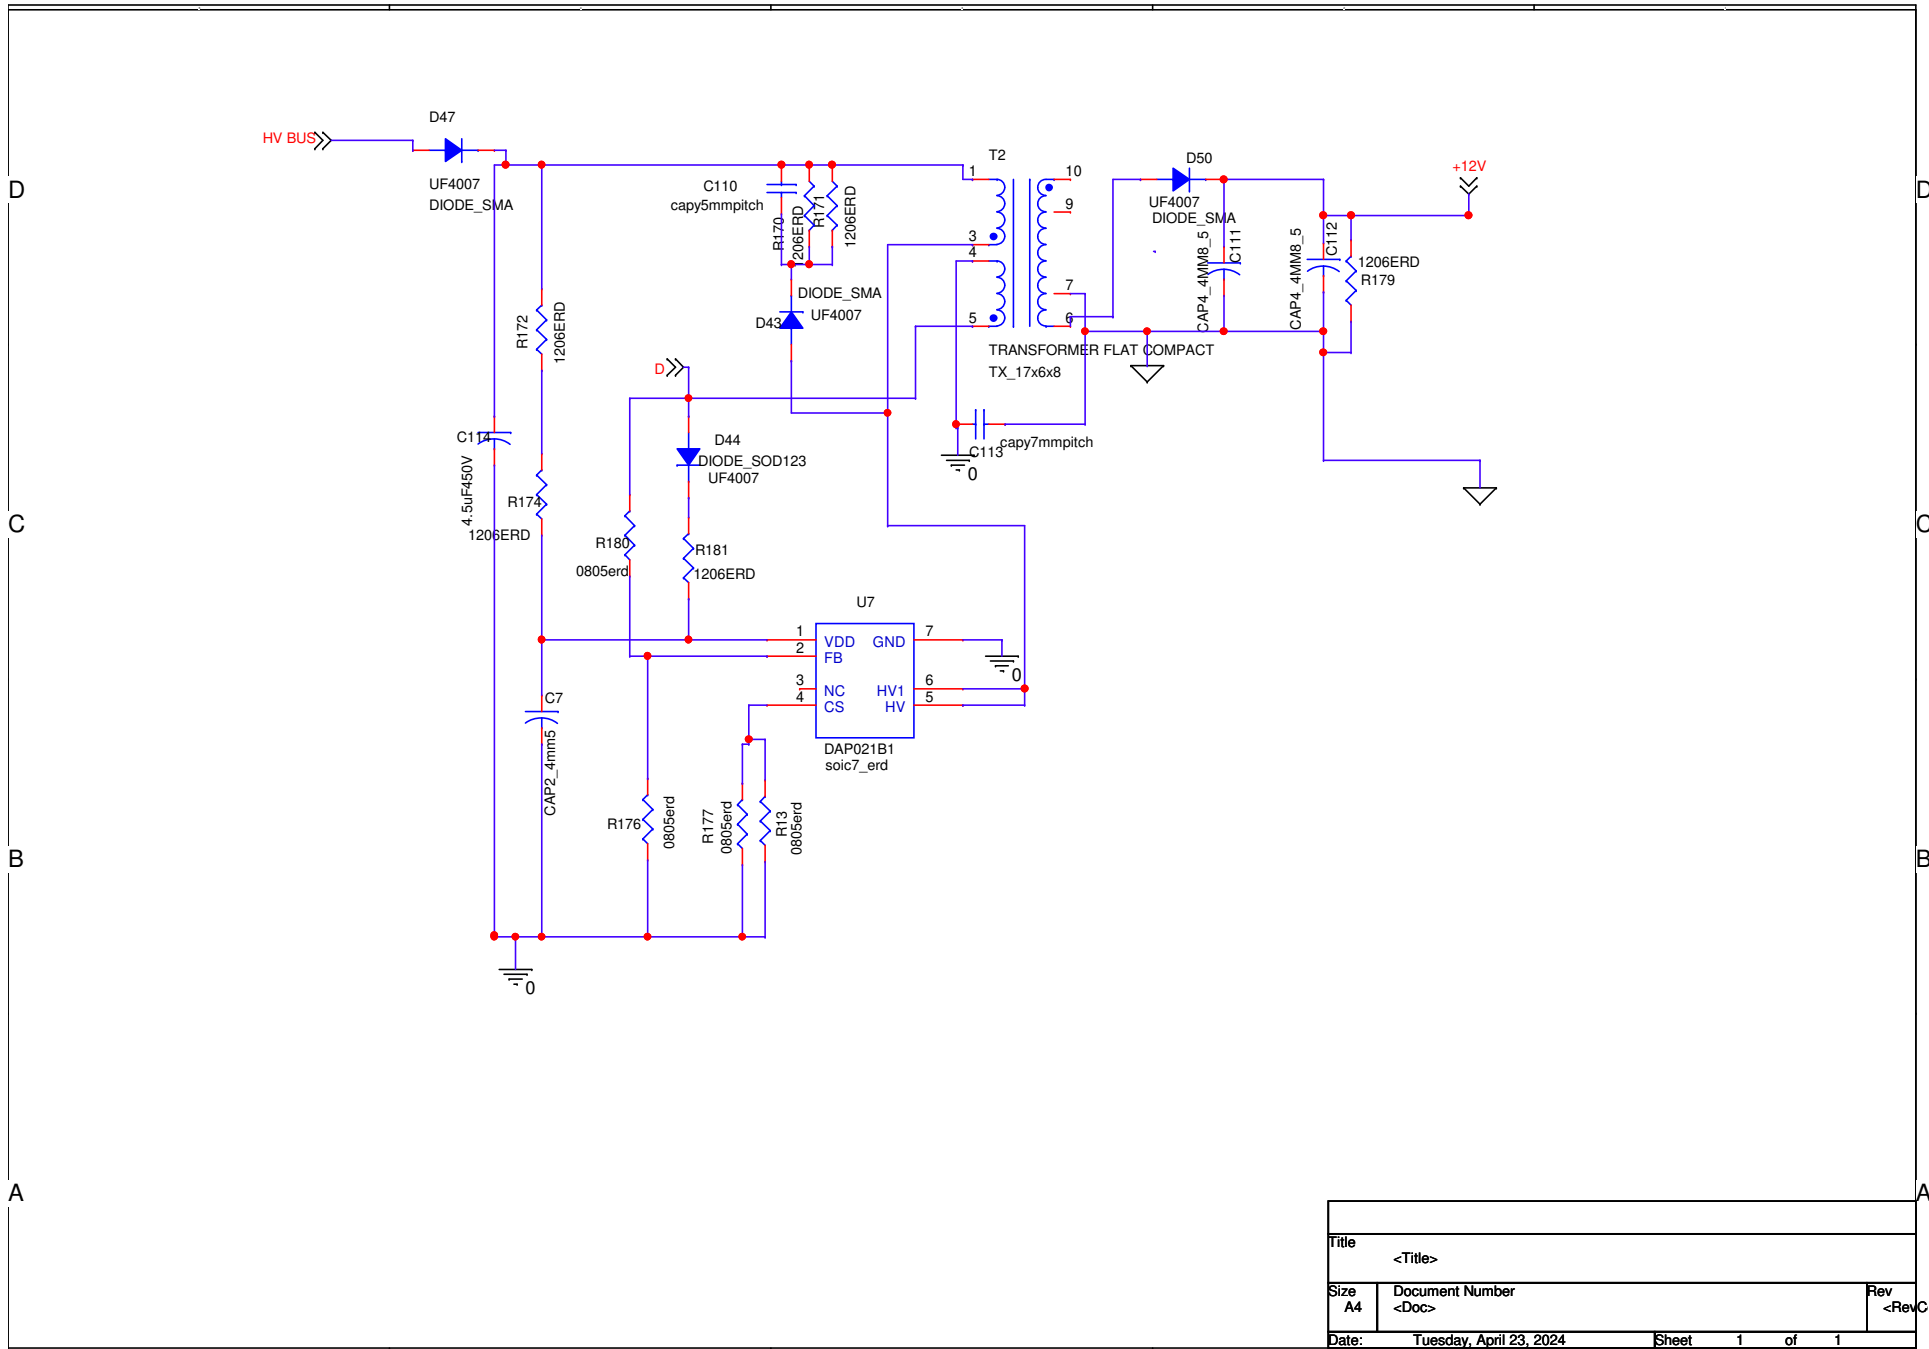 D47
HV BUS
UF4007
DIODE_SMA
D
D
C110
capy5mmpitch
R170
206ERD
R171
1206ERD
T2
1
3
4
5
10
9
7
6
D50
UF4007
DIODE_SMA
+12V
CAP4_4MM8_5
C111
CAP4_4MM8_5
C112
1206ERD
R179
DIODE_SMA
UF4007
D43
R172
1206ERD
TRANSFORMER FLAT COMPACT
TX_17x6x8
D
C114
4.5uF450V
D44
DIODE_SOD123
UF4007
capy7mmpitch
C113
0
C
C
R174
1206ERD
R180
0805erd
R181
1206ERD
U7
1
2
3
4
VDD
FB
NC
CS
GND
HV1
HV
7
6
5
0
DAP021B1
soic7_erd
C7
CAP2_4mm5
R176
0805erd
R177
0805erd
R13
0805erd
B
B
0
A
A
Title
<Title>
Size
A4
Document Number
<Doc>
Rev
<RevC
Date:
Tuesday, April 23, 2024
Sheet
1
of
1